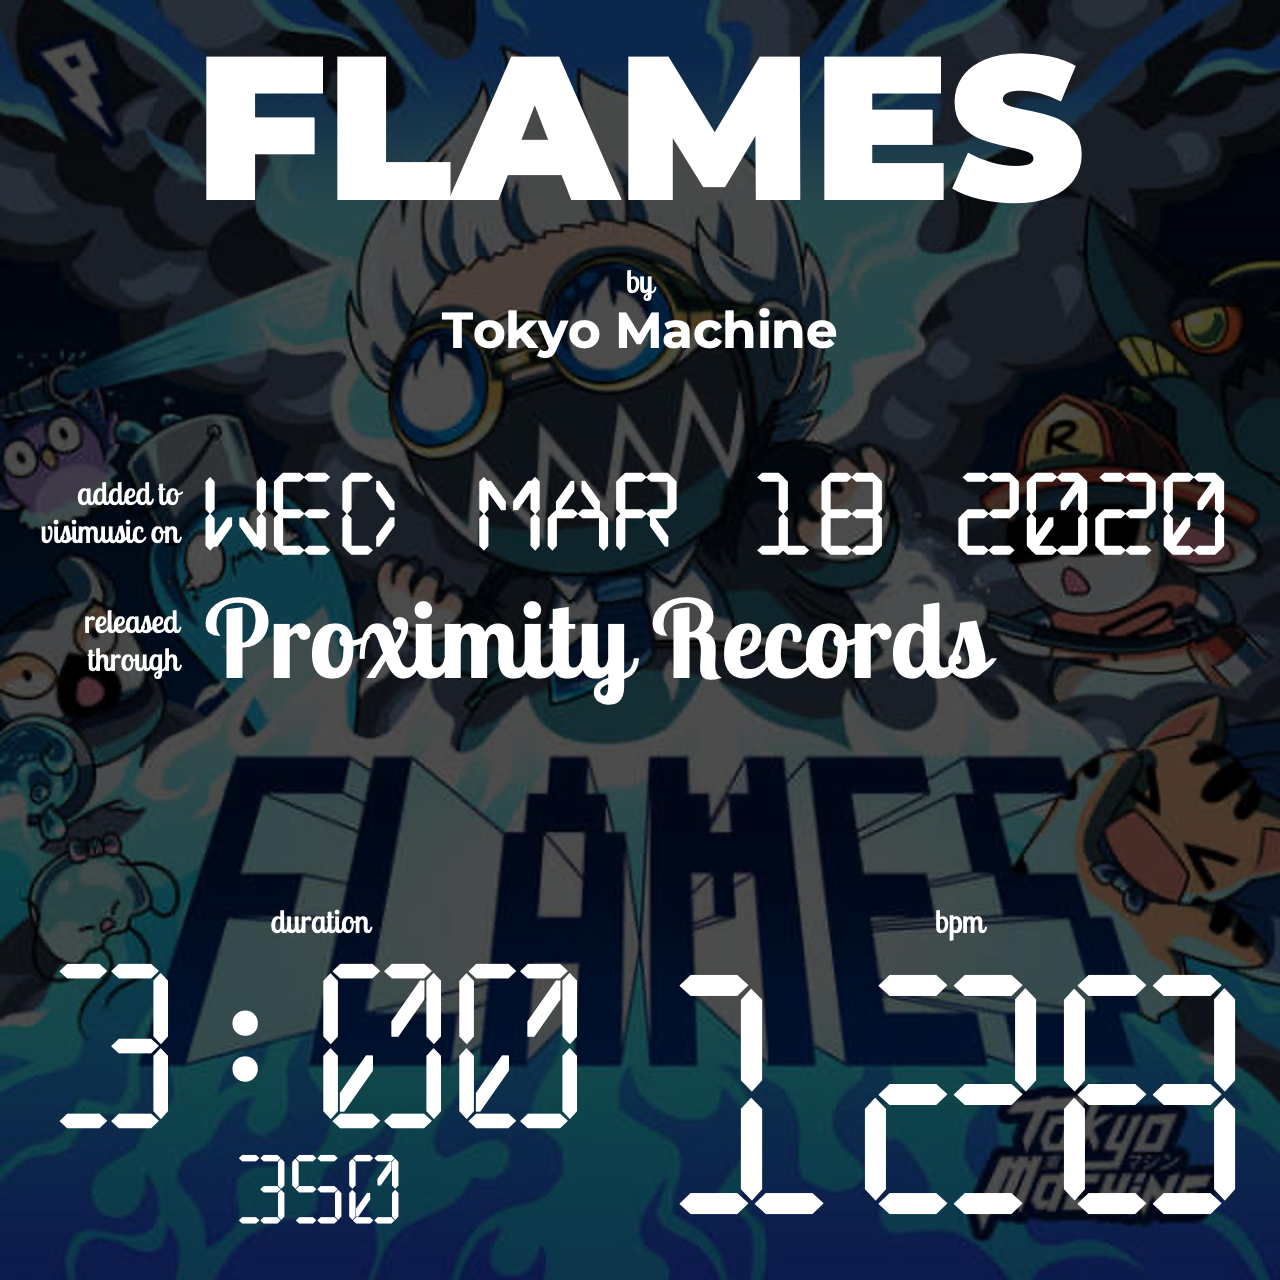 FLAMES
by
Tokyo Machine
added to
visimusic on
WED MAR 18 2020
released
through
Proximity Records
R
FLAMES
duration
bpm
3:00
128
350
Tokyo
マシン
MACHINE